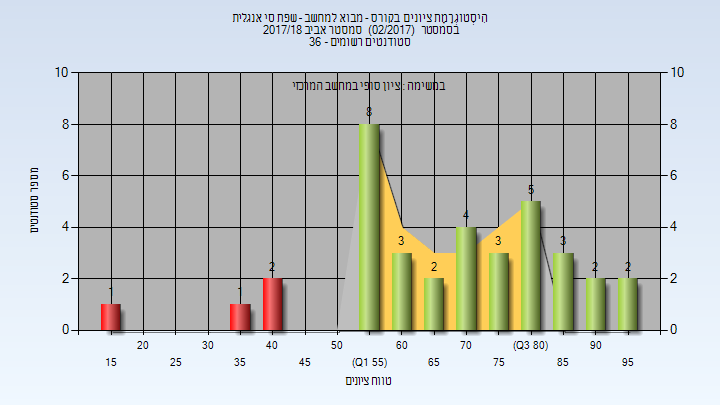 היסטוגרמת ציונים בקורס - מבוא למחשב - שפת סי אנגלית
בסמסטר (02/2017) סמסטר אביב 2017/18
סטודנטים רשומים - 36
במשימה : ציון סופי במחשב המרכזי
10 10
8 8
6 6
4 4
2 2
0 0
1 1 2 8 3 2 4 3 5 3 2 2
מספר סטודנטים
20 30 40 50 60 70 (Q3 80) 90
15 25 35 45 (Q1 55) 65 75 85 95
טווח ציונים